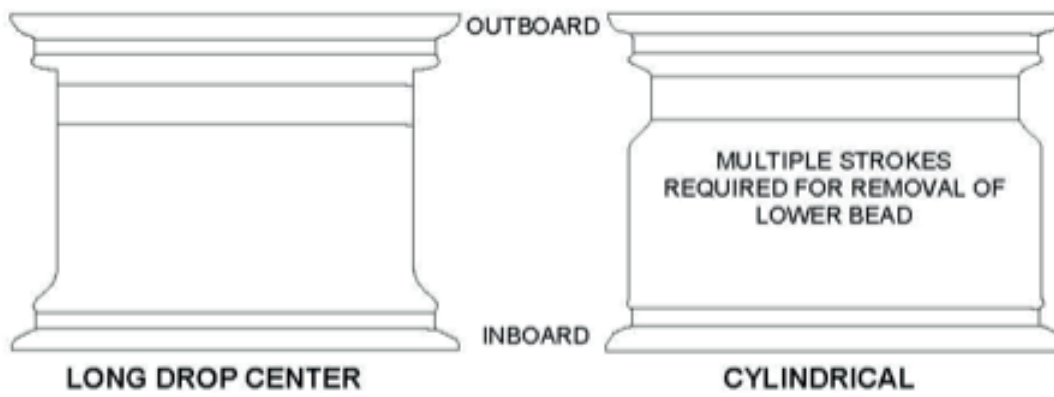 OUTBOARD
MULTIPLE STROKES
REQUIRED FOR REMOVAL OF
LOWER BEAD
INBOARD
LONG DROP CENTER
CYLINDRICAL